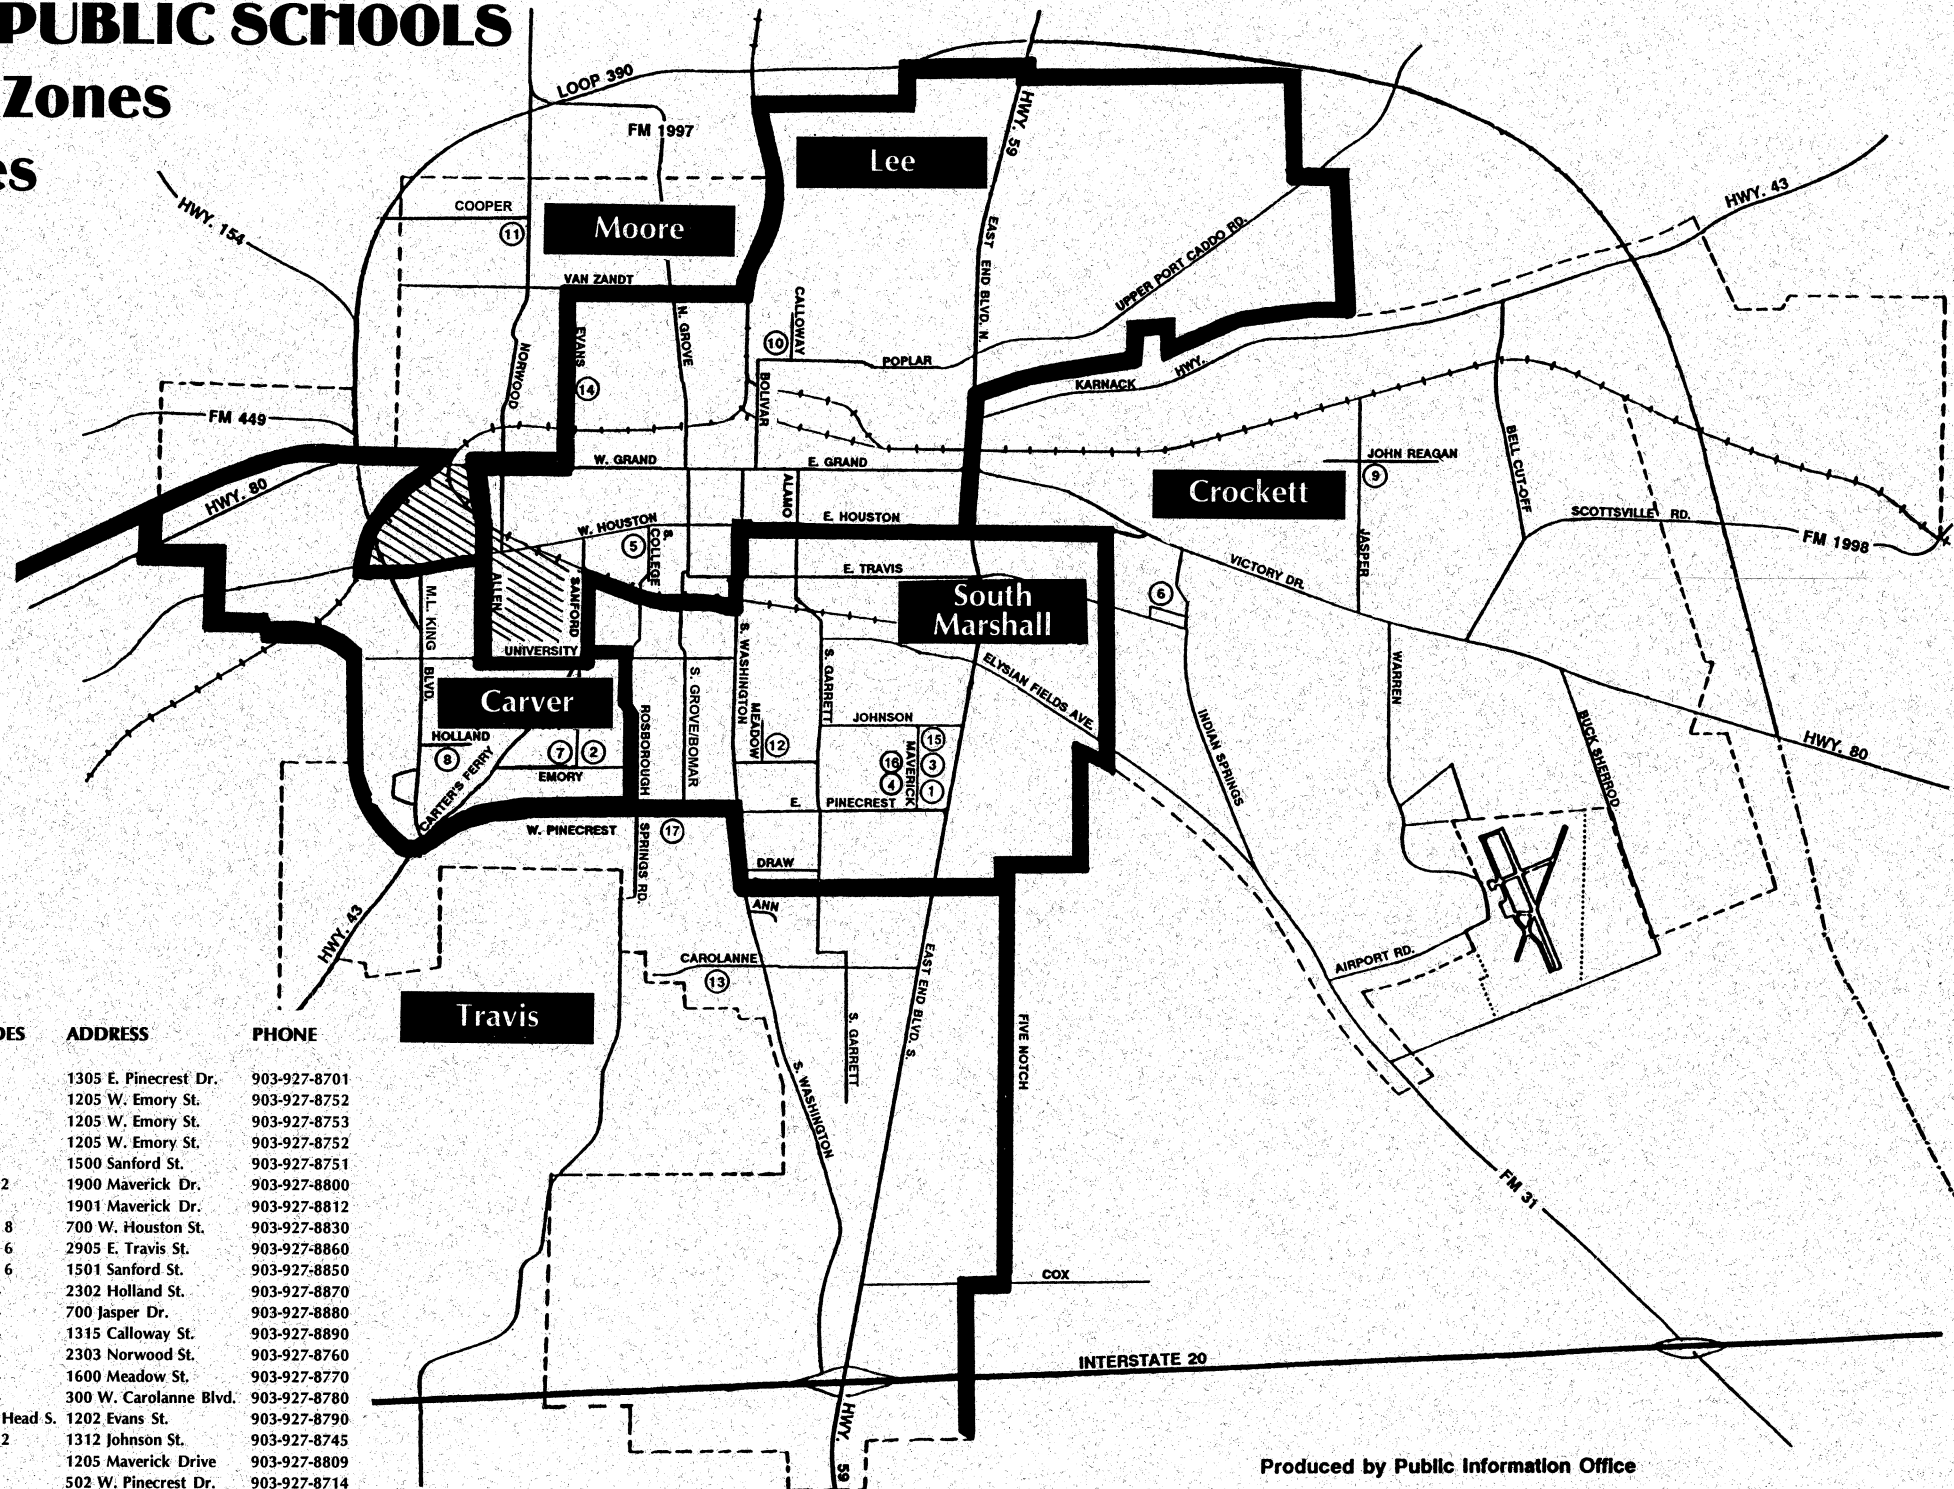 PUBLIC SCHOOLS
Zones
es
LOOP 390
FM 1997
HWY. 59
Lee
COOPER
11
Moore
HWY. 154
HWY. 43
EAST END BLVD. N.
UPPER PORT CADDO RD.
VAN ZANDT
CALLOWAY
N. GROVE
EVANS
NORWOOD
10
POPLAR
BOLIVAR
14
KARNACK HWY.
FM 449
W. GRAND
E. GRAND
JOHN REAGAN
9
BELL CUT-OFF
HWY. 80
ALAMO
Crockett
W. HOUSTON
E. HOUSTON
SCOTTSVILLE RD.
FM 1998
5
& COLLEGE
JASPER
E. TRAVIS
VICTORY DR.
ALLEN
SANFORD
M.L. KING BLVD.
South
Marshall
6
UNIVERSITY
S. WASHINGTON
S. GARRETT
ELYSIAN FIELDS AVE.
WARREN
Carver
S. GROVE/BOMAR
ROSBOROUGH SPRINGS RD.
MEADOW
JOHNSON
INDIAN SPRINGS
BUCK SHERROD
HWY. 80
HOLLAND
8
7
2
12
15
16
3
MAVERICK
4
1
EMORY
CARTER'S FERRY
E. PINECREST
W. PINECREST
17
DRAW
ANN
HWY. 43
CAROLANNE
13
EAST END BLVD. S.
AIRPORT RD.
Travis
S. GARRETT
FIVE NOTCH
S. WASHINGTON
FM 31
COX
INTERSTATE 20
HWY. 59
DES ADDRESS PHONE
1305 E. Pinecrest Dr. 903-927-8701
1205 W. Emory St. 903-927-8752
1205 W. Emory St. 903-927-8753
1205 W. Emory St. 903-927-8752
1500 Sanford St. 903-927-8751
2 1900 Maverick Dr. 903-927-8800
1901 Maverick Dr. 903-927-8812
8 700 W. Houston St. 903-927-8830
6 2905 E. Travis St. 903-927-8860
6 1501 Sanford St. 903-927-8850
2302 Holland St. 903-927-8870
700 Jasper Dr. 903-927-8880
1315 Calloway St. 903-927-8890
2303 Norwood St. 903-927-8760
1600 Meadow St. 903-927-8770
300 W. Carolanne Blvd. 903-927-8780
Head S. 1202 Evans St. 903-927-8790
2 1312 Johnson St. 903-927-8745
1205 Maverick Drive 903-927-8809
502 W. Pinecrest Dr. 903-927-8714
Produced by Public Information Office